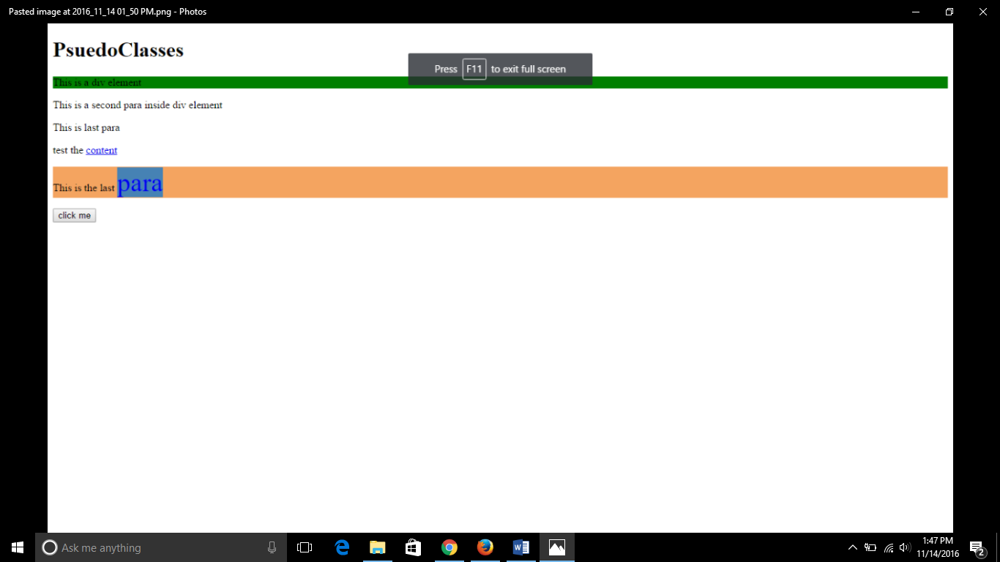 Pasted image at 2016_11_14 01_50 PM.png - Photos
PsuedoClasses
Press F11 to exit full screen
This is a div element
This is a second para inside div element
This is last para
test the content
This is the last para
click me
Ask me anything
1:47 PM
11/14/2016
2